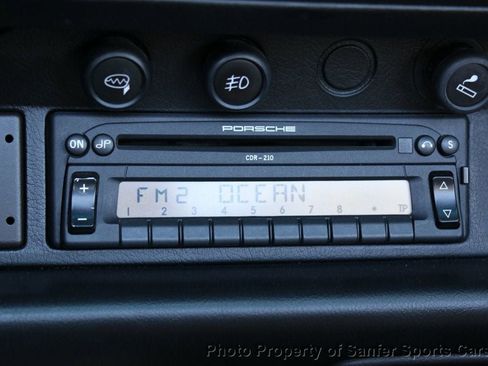 PORSCHE
CDR-210
ON
S
FM2 OCEAN
1 2 3 4 5 6 7 8 * TP
+
-
Photo Property of Sanfer Sports Cars